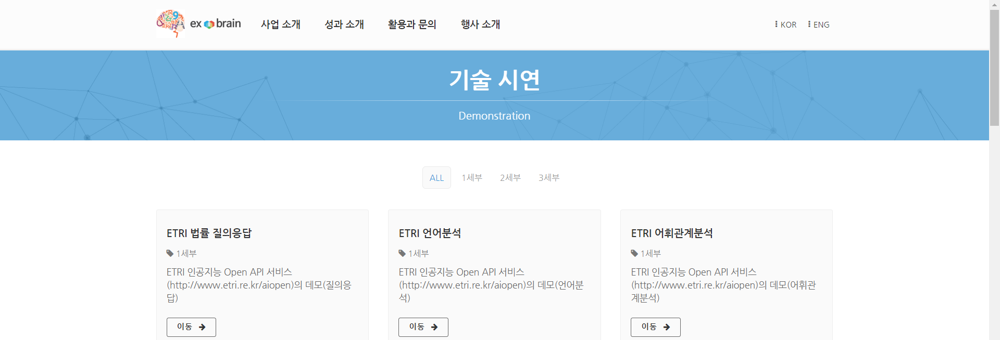 ex brain 사업 소개 성과 소개 활용과 문의 행사 소개 KOR ENG
기술 시연
Demonstration
ALL 1세부 2세부 3세부
ETRI 법률 질의응답
1세부
ETRI 인공지능 Open API 서비스
(http://www.etri.re.kr/aiopen)의 데모(질의응
답)
이동
ETRI 언어분석
1세부
ETRI 인공지능 Open API 서비스
(http://www.etri.re.kr/aiopen)의 데모(언어분
석)
이동
ETRI 어휘관계분석
1세부
ETRI 인공지능 Open API 서비스
(http://www.etri.re.kr/aiopen)의 데모(어휘관
계분석)
이동